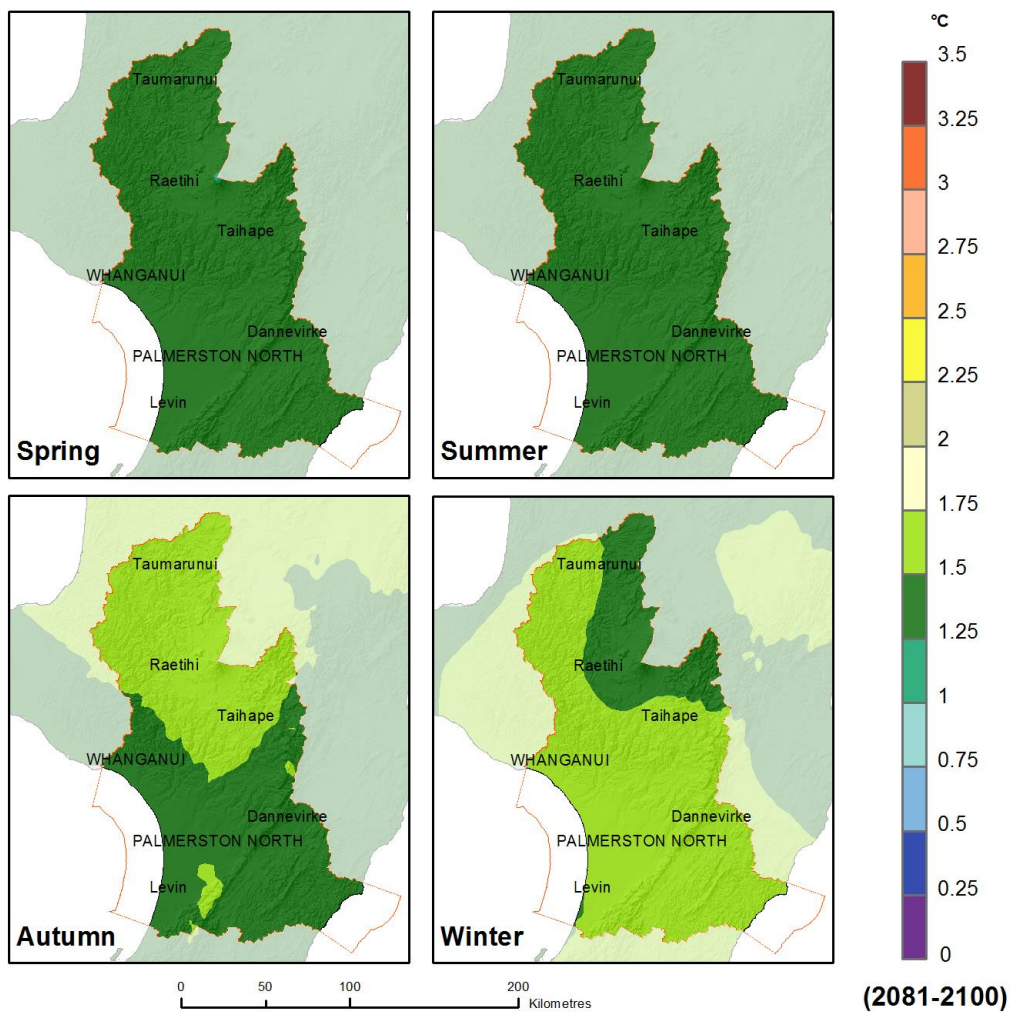 Taumarunui
Raetihi
Taihape
WHANGANUI
Dannevirke
PALMERSTON NORTH
Levin
Spring
Taumarunui
Raetihi
Taihape
WHANGANUI
Dannevirke
PALMERSTON NORTH
Levin
Summer
°C
3.5
3.25
3
2.75
2.5
2.25
2
1.75
1.5
1.25
1
0.75
0.5
0.25
0
Taumarunui
Raetihi
Taihape
WHANGANUI
Dannevirke
PALMERSTON NORTH
Levin
Autumn
Taumarunui
Raetihi
Taihape
WHANGANUI
Dannevirke
PALMERSTON NORTH
Levin
Winter
0 50 100 200
Kilometres
(2081-2100)